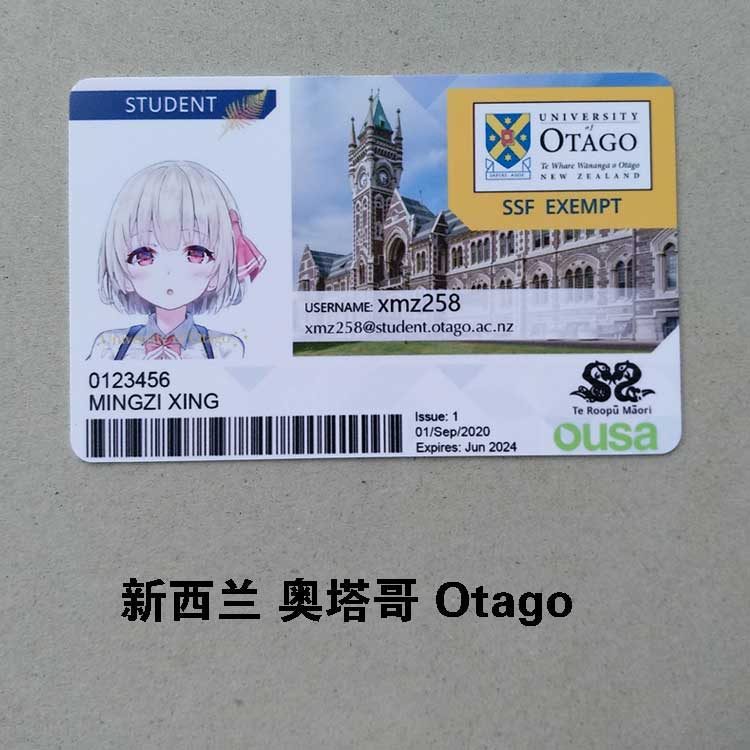 STUDENT
UNIVERSITY
of
OTAGO
Te Whare Wānanga o Otāgo
NEW ZEALAND
SAPERE AUDE
SSF EXEMPT
USERNAME: xmz258
xmz258@student.otago.ac.nz
0123456
MINGZI XING
Issue: 1
01/Sep/2020
Expires: Jun 2024
Te Roopū Māori
ousa
新西兰 奥塔哥 Otago